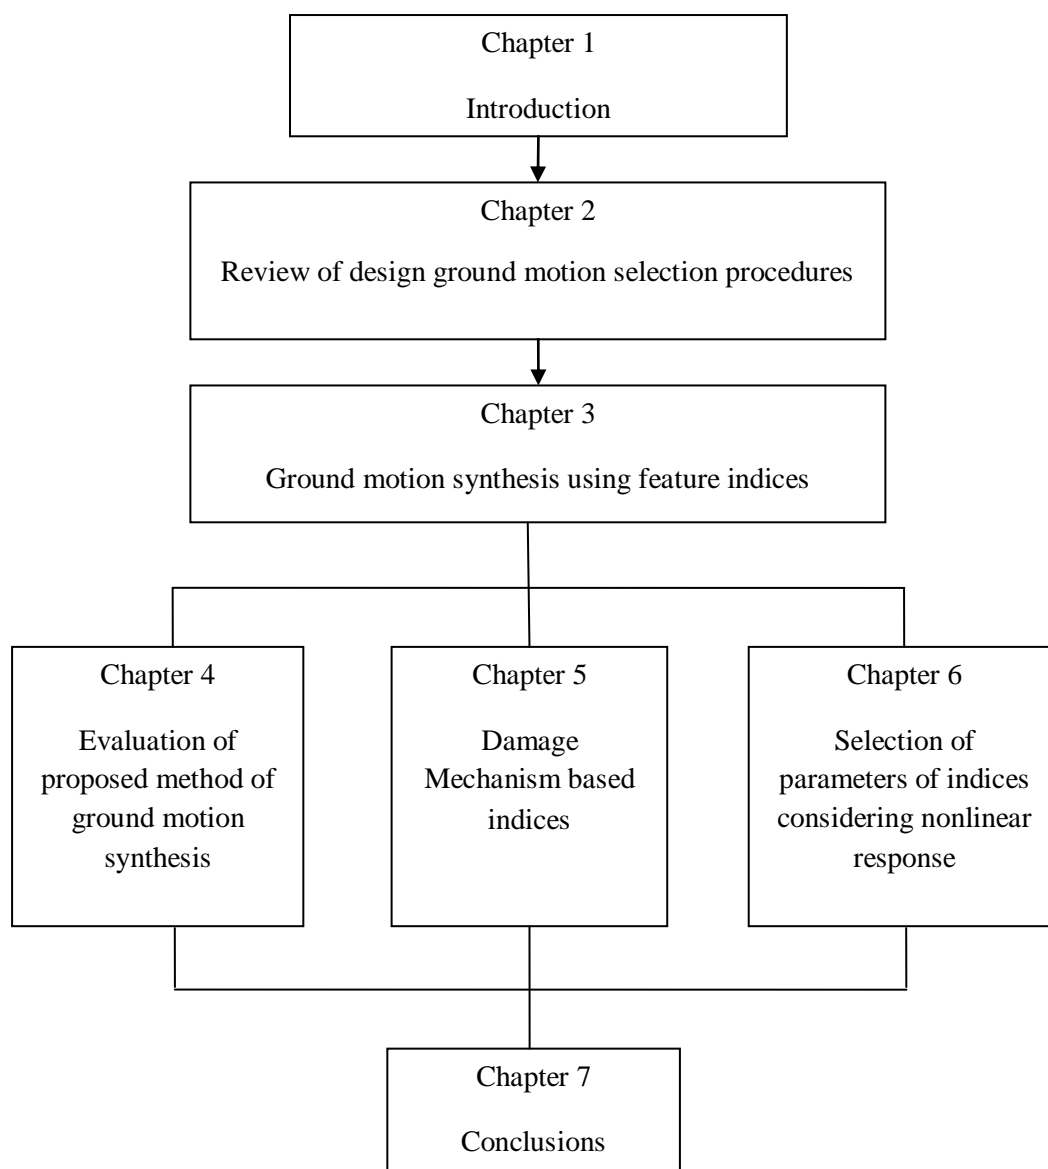 Chapter 1
Introduction
Chapter 2
Review of design ground motion selection procedures
Chapter 3
Ground motion synthesis using feature indices
Chapter 4
Evaluation of
proposed method of
ground motion
synthesis
Chapter 5
Damage
Mechanism based
indices
Chapter 6
Selection of
parameters of indices
considering nonlinear
response
Chapter 7
Conclusions